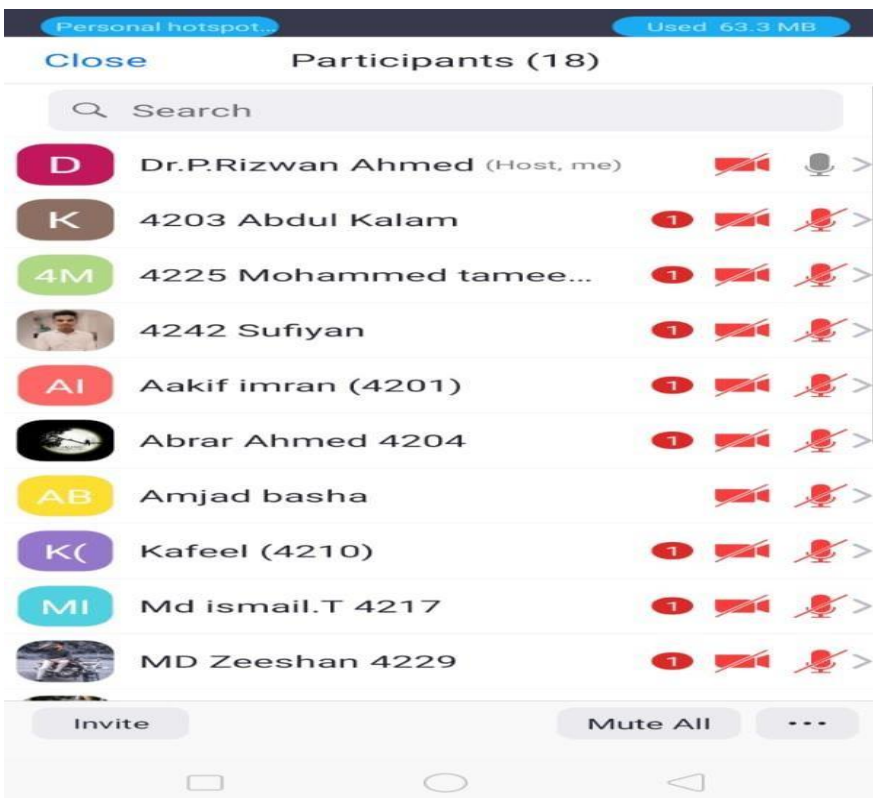 Personal hotspot... Used 63.3 MB
Close Participants (18)
Search
D Dr.P.Rizwan Ahmed (Host, me)
K 4203 Abdul Kalam 1
4M 4225 Mohammed tamee... 1
4242 Sufiyan 1
AI Aakif imran (4201) 1
Abrar Ahmed 4204 1
AB Amjad basha
K( Kafeel (4210) 1
MI Md ismail.T 4217 1
MD Zeeshan 4229 1
Invite Mute All ...